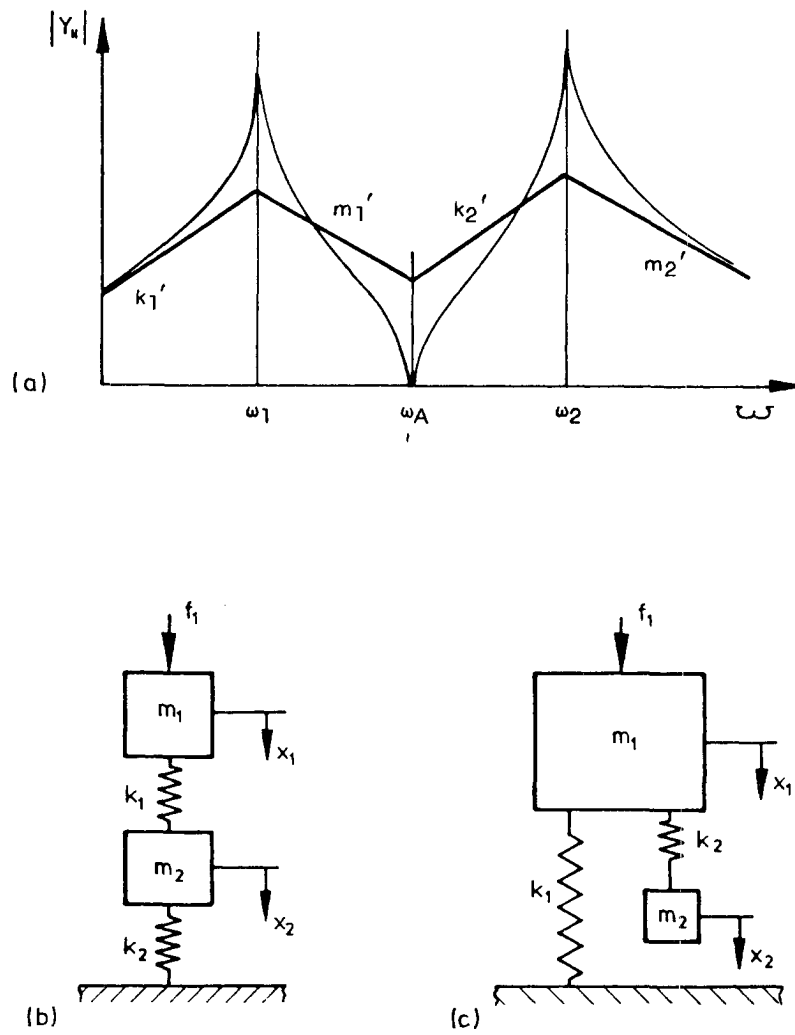 |Y₁₁|
k₁′
m₁′
k₂′
m₂′
(a)
ω₁
ω_A
ω₂
ω
f₁
m₁
x₁
k₁
m₂
x₂
k₂
(b)
f₁
m₁
x₁
k₁
k₂
m₂
x₂
(c)